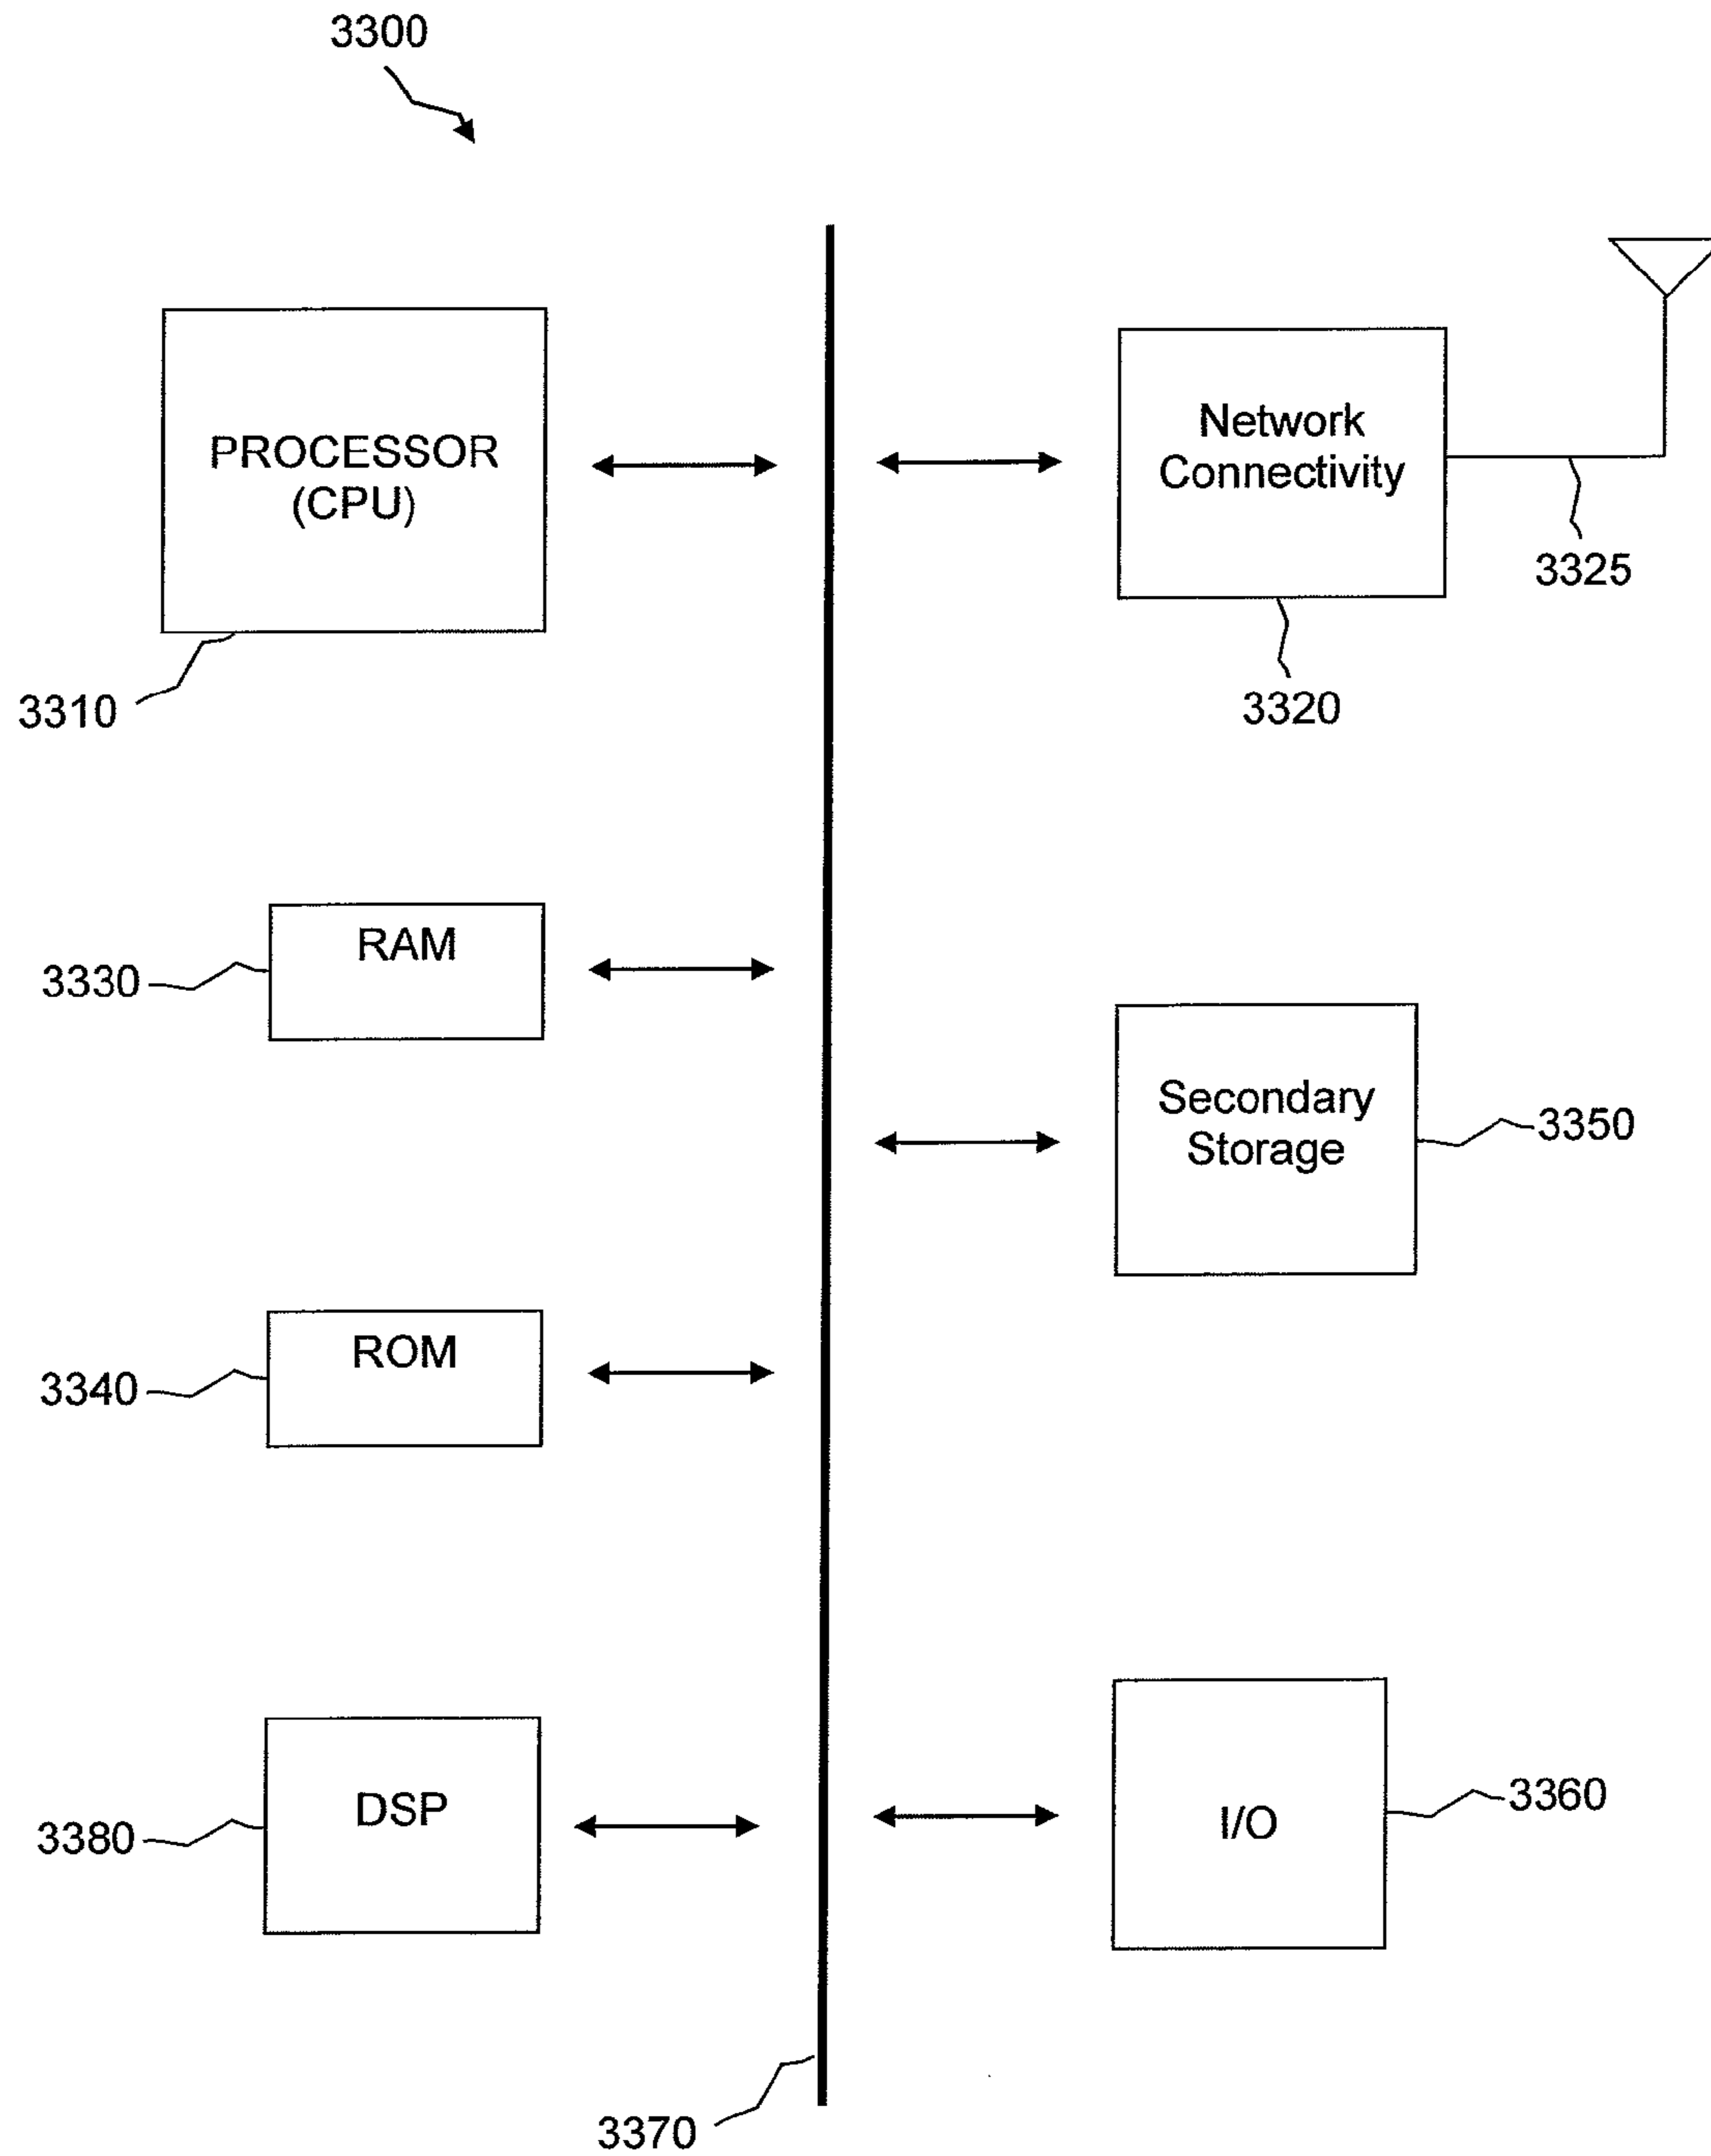 3300
PROCESSOR
(CPU)
3310
Network
Connectivity
3325
3320
RAM
3330
Secondary
Storage
3350
ROM
3340
DSP
3380
I/O
3360
3370